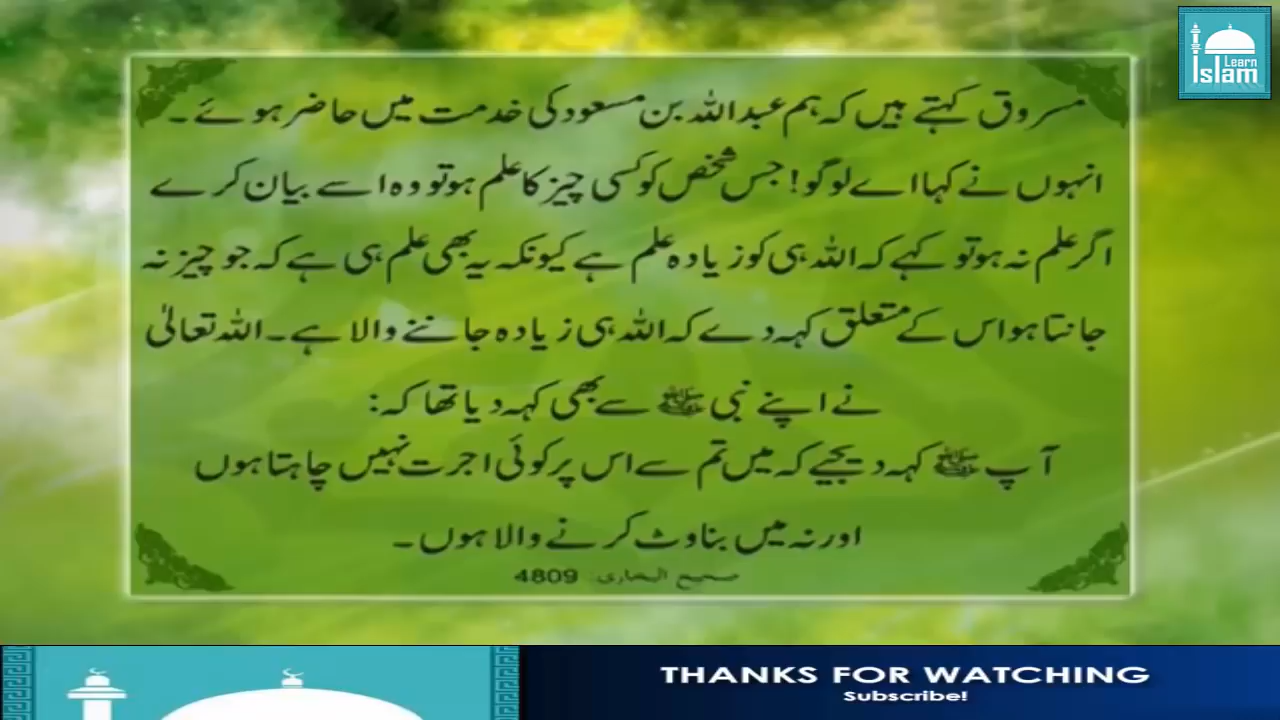 Learn
Islam
مسروق کہتے ہیں کہ ہم عبداللہ بن مسعود کی خدمت میں حاضر ہوئے۔
انہوں نے کہا اے لوگو! جس شخص کو کسی چیز کا علم ہو تو وہ اسے بیان کرے
اگر علم نہ ہو تو کہے کہ اللہ ہی کو زیادہ علم ہے کیونکہ یہ بھی علم ہی ہے کہ جو چیز نہ
جانتا ہو اس کے متعلق کہہ دے کہ اللہ ہی زیادہ جاننے والا ہے۔ اللہ تعالیٰ
نے اپنے نبی ﷺ سے بھی کہہ دیا تھا کہ:
آپ ﷺ کہہ دیجیے کہ میں تم سے اس پر کوئی اجرت نہیں چاہتا ہوں
اور نہ میں بناوٹ کرنے والا ہوں۔
صحیح البخاری: 4809
THANKS FOR WATCHING
Subscribe!